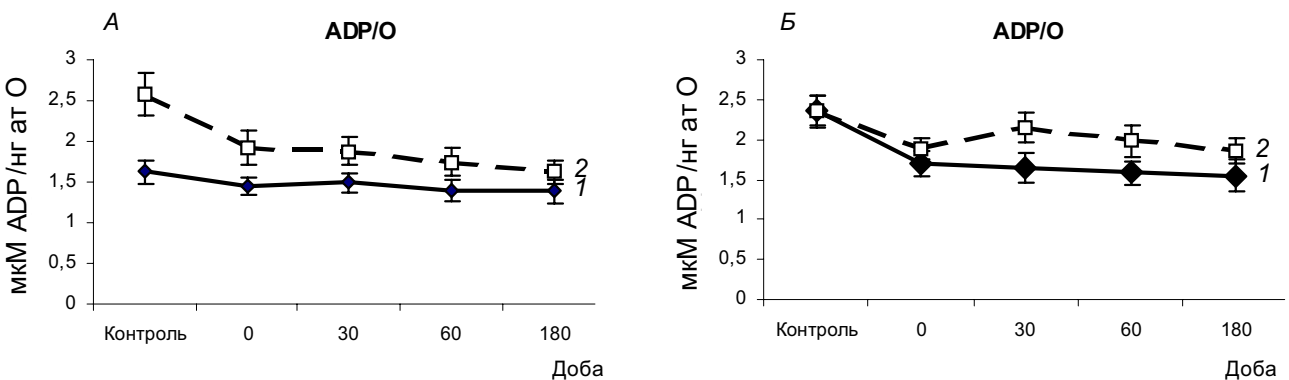 А
ADP/O
мкМ ADP/нг ат О
3
2,5
2
1,5
1
0,5
0
2
1
Контроль 0 30 60 180
Доба
Б
ADP/O
мкМ ADP/нг ат О
3
2,5
2
1,5
1
0,5
0
2
1
Контроль 0 30 60 180
Доба